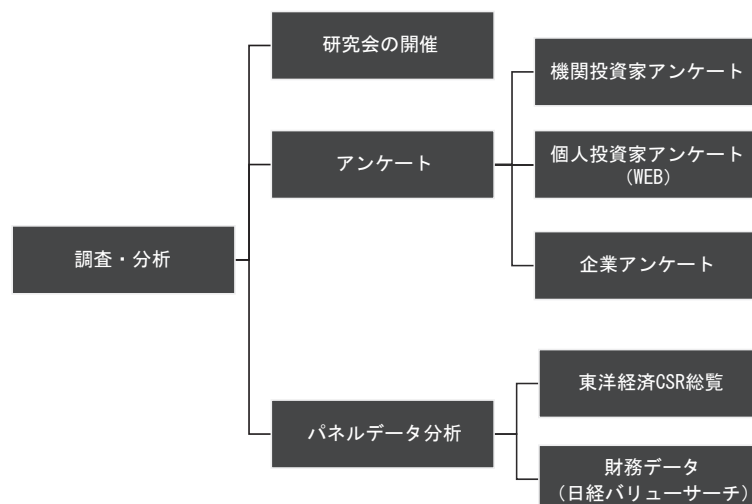 研究会の開催
機関投資家アンケート
アンケート
個人投資家アンケート
(WEB)
調査・分析
企業アンケート
東洋経済CSR総覧
パネルデータ分析
財務データ
(日経バリューサーチ)